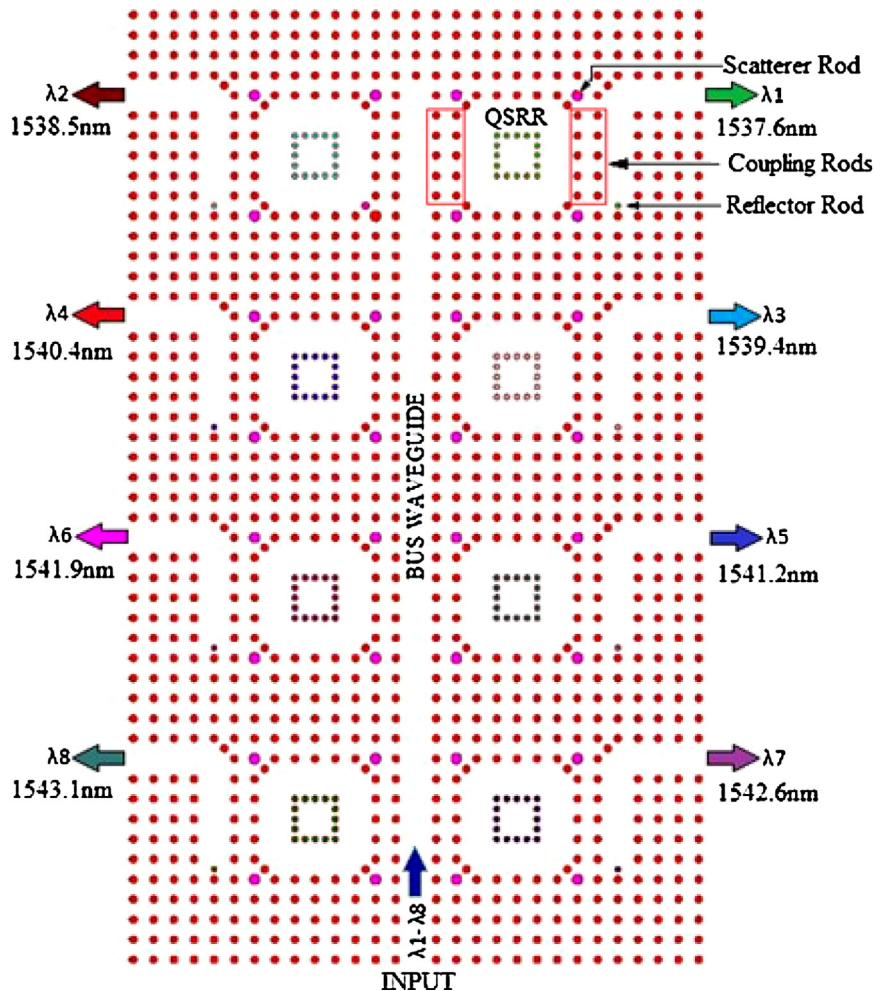 Scatterer Rod
λ2
λ1
1538.5nm
QSRR
1537.6nm
Coupling Rods
Reflector Rod
λ4
λ3
1540.4nm
1539.4nm
BUS WAVEGUIDE
λ6
λ5
1541.9nm
1541.2nm
λ8
λ7
1543.1nm
1542.6nm
λ1-λ8
INPUT